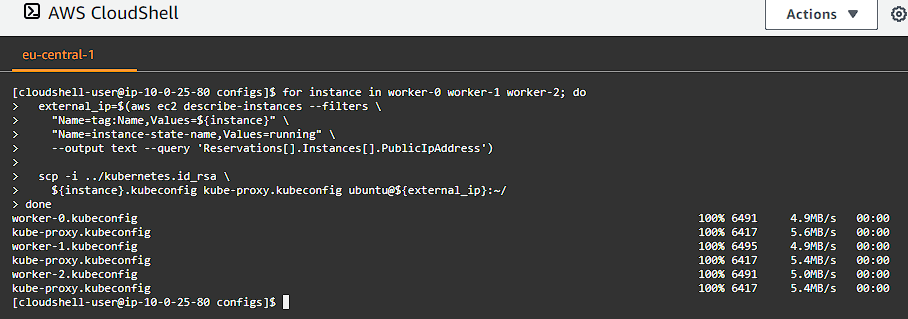 AWS CloudShell
Actions
eu-central-1
[cloudshell-user@ip-10-0-25-80 configs]$ for instance in worker-0 worker-1 worker-2; do
>   external_ip=$(aws ec2 describe-instances --filters \
>     "Name=tag:Name,Values=${instance}" \
>     "Name=instance-state-name,Values=running" \
>     --output text --query 'Reservations[].Instances[].PublicIpAddress')
>
>   scp -i ../kubernetes.id_rsa \
>     ${instance}.kubeconfig kube-proxy.kubeconfig ubuntu@${external_ip}:~/
> done
worker-0.kubeconfig 100% 6491 4.9MB/s 00:00
kube-proxy.kubeconfig 100% 6417 5.6MB/s 00:00
worker-1.kubeconfig 100% 6495 4.9MB/s 00:00
kube-proxy.kubeconfig 100% 6417 5.4MB/s 00:00
worker-2.kubeconfig 100% 6491 5.0MB/s 00:00
kube-proxy.kubeconfig 100% 6417 5.4MB/s 00:00
[cloudshell-user@ip-10-0-25-80 configs]$